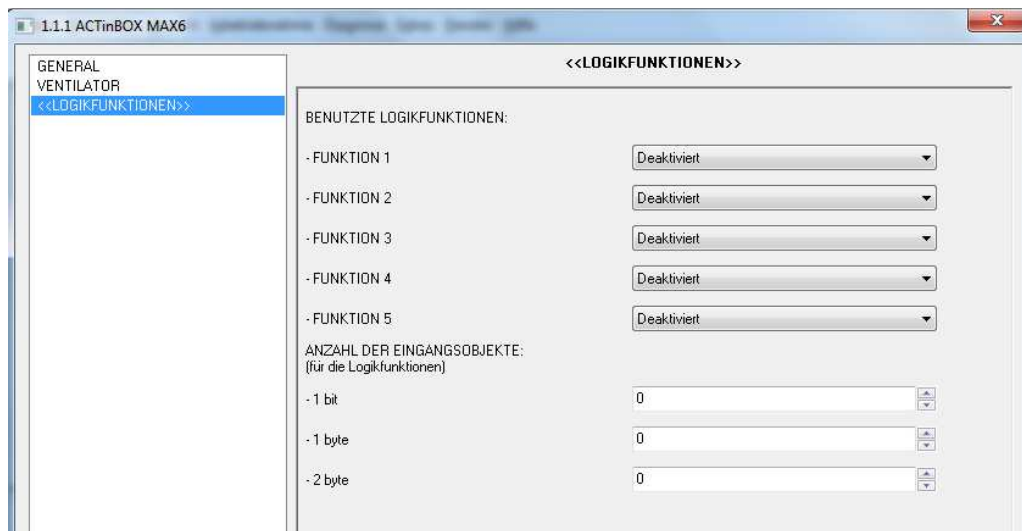 1.1.1 ACTinBOX MAX6
GENERAL
VENTILATOR
<<LOGIKFUNKTIONEN>>
<<LOGIKFUNKTIONEN>>
BENUTZTE LOGIKFUNKTIONEN:
- FUNKTION 1 Deaktiviert
- FUNKTION 2 Deaktiviert
- FUNKTION 3 Deaktiviert
- FUNKTION 4 Deaktiviert
- FUNKTION 5 Deaktiviert
ANZAHL DER EINGANGSOBJEKTE:
(für die Logikfunktionen)
- 1 bit 0
- 1 byte 0
- 2 byte 0